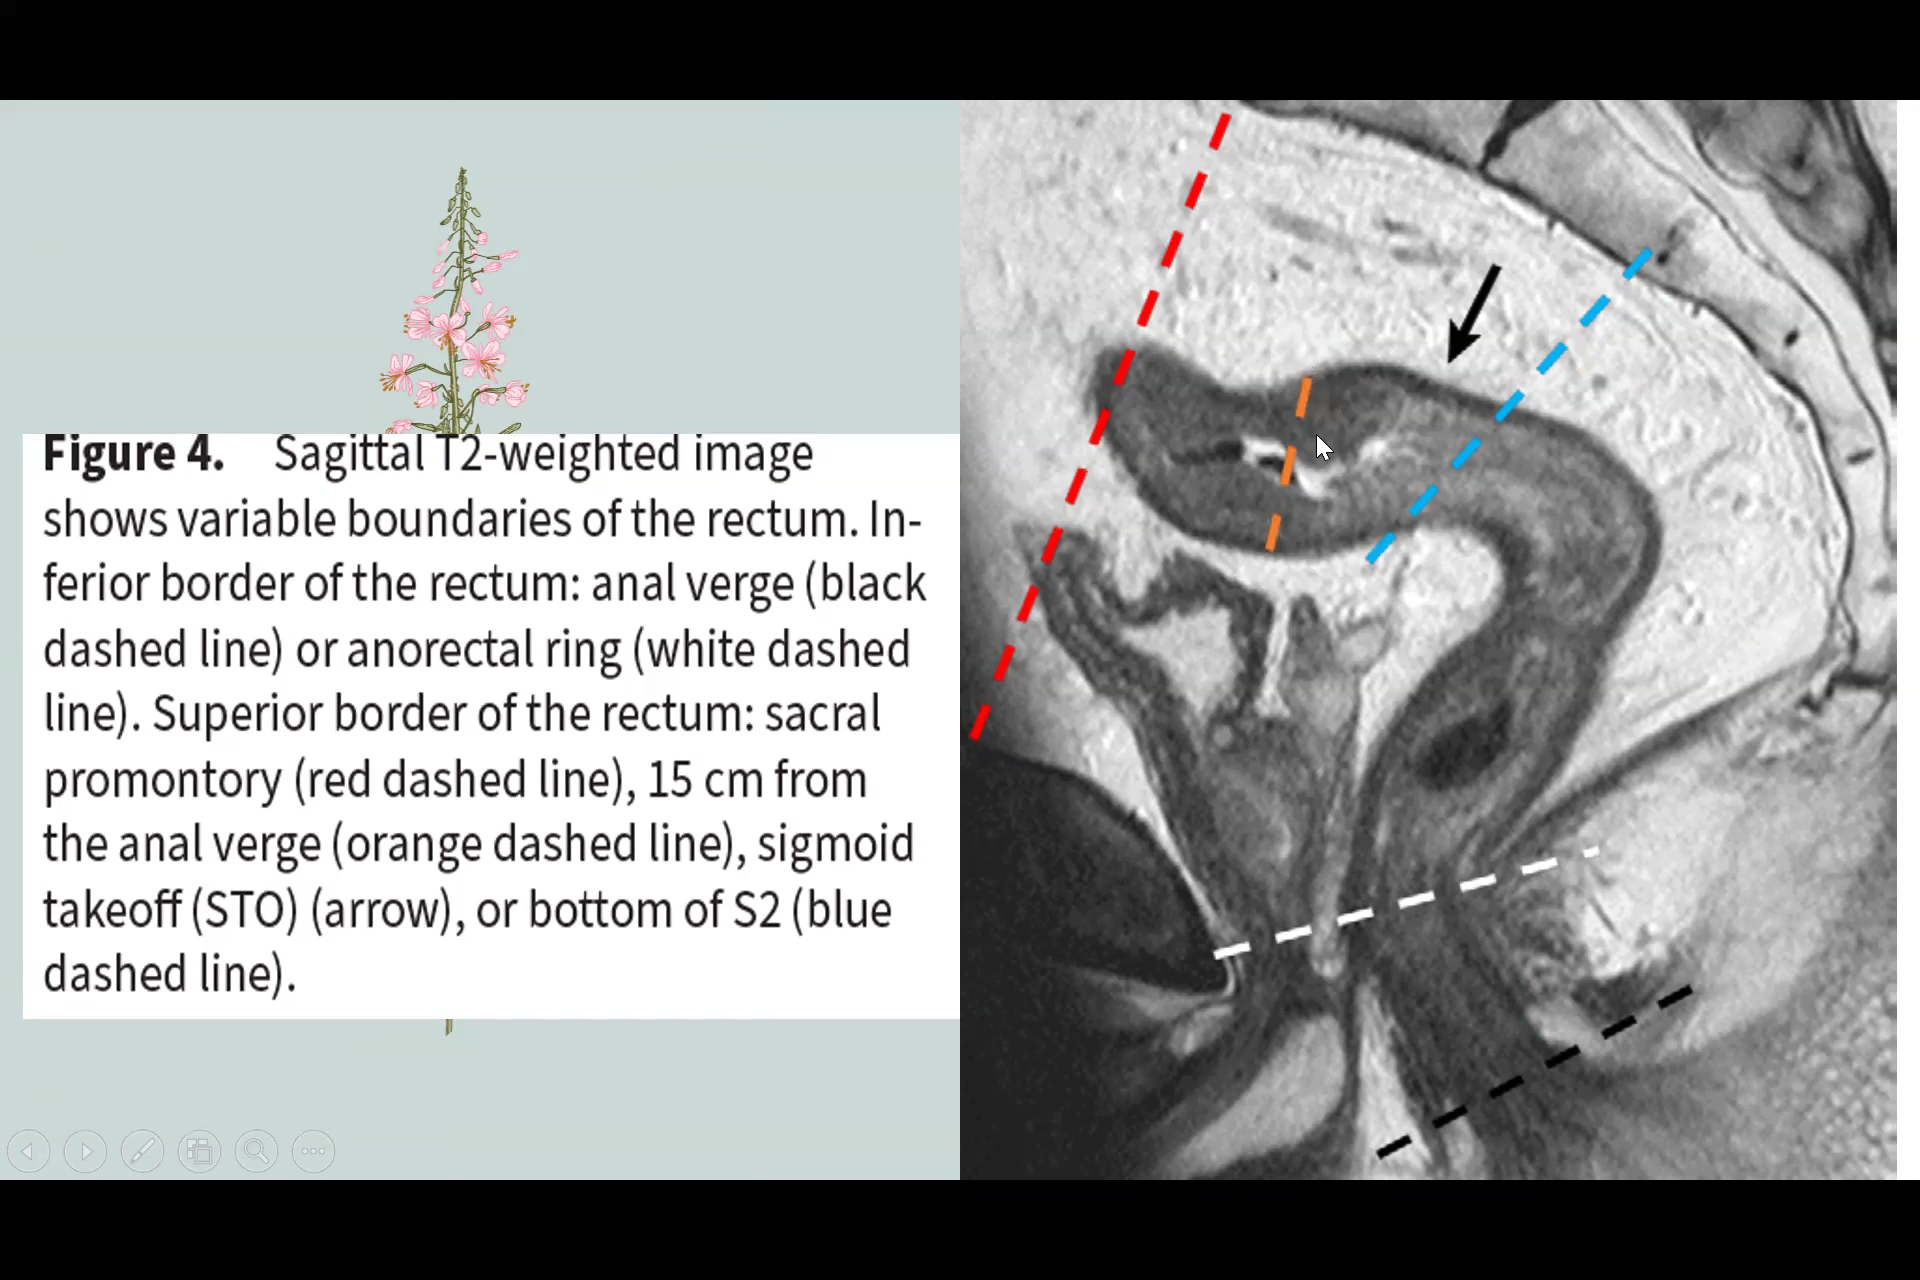 Figure 4. Sagittal T2-weighted image
shows variable boundaries of the rectum. In-
ferior border of the rectum: anal verge (black
dashed line) or anorectal ring (white dashed
line). Superior border of the rectum: sacral
promontory (red dashed line), 15 cm from
the anal verge (orange dashed line), sigmoid
takeoff (STO) (arrow), or bottom of S2 (blue
dashed line).